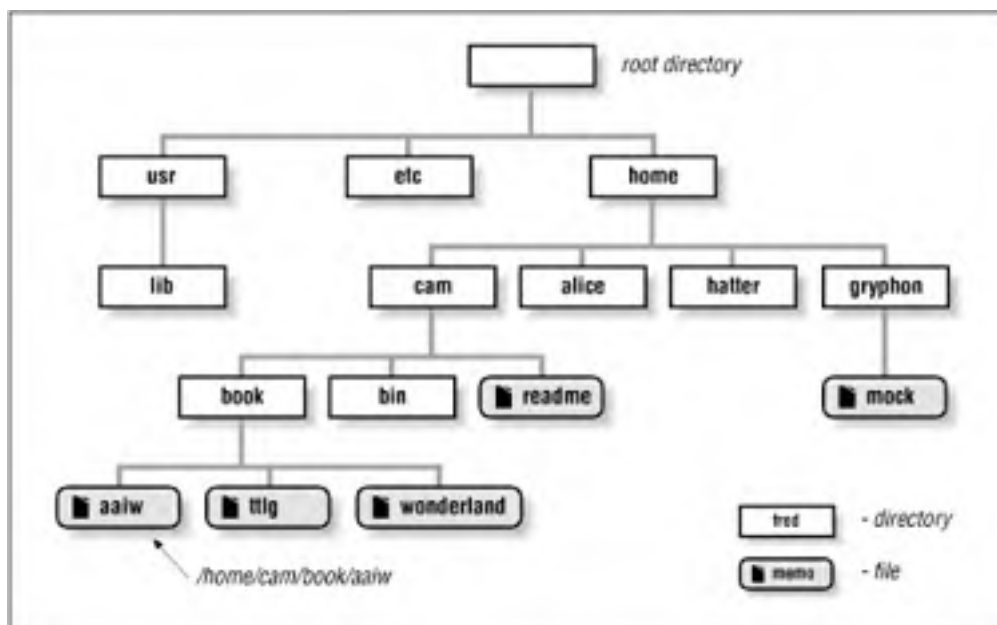 root directory
usr
etc
home
lib
cam
alice
hatter
gryphon
book
bin
readme
mock
aaiw
ttlg
wonderland
/home/cam/book/aaiw
fred
- directory
memo
- file